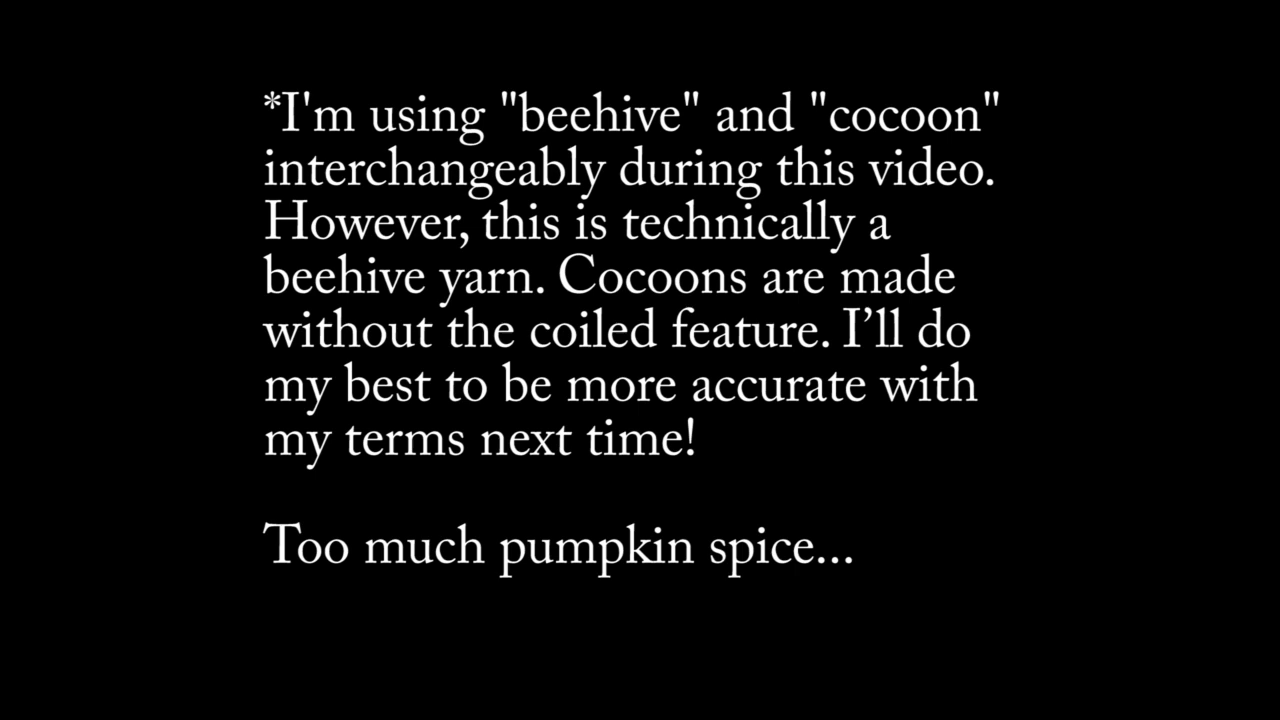 *I'm using "beehive" and "cocoon"
interchangeably during this video.
However, this is technically a
beehive yarn. Cocoons are made
without the coiled feature. I’ll do
my best to be more accurate with
my terms next time!
Too much pumpkin spice...